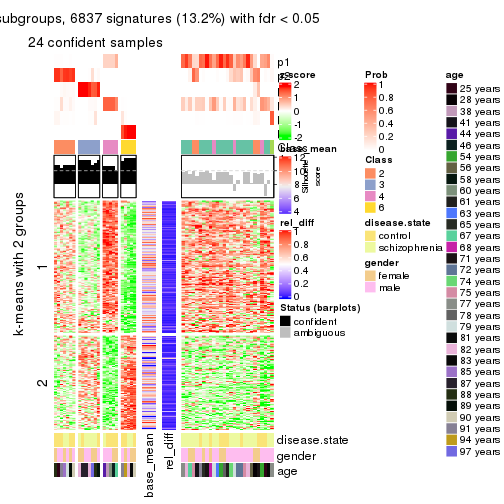 subgroups, 6837 signatures (13.2%) with fdr < 0.05
24 confident samples
p1
z-score
2
1
0
-1
-2
Prob
1
0.8
0.6
0.4
0.2
0
Class
2
3
4
6
disease.state
control
schizophrenia
gender
female
male
age
25 years
28 years
38 years
41 years
44 years
46 years
54 years
56 years
58 years
60 years
61 years
63 years
65 years
67 years
68 years
71 years
72 years
74 years
75 years
77 years
78 years
79 years
81 years
82 years
83 years
85 years
87 years
88 years
89 years
90 years
91 years
94 years
97 years
base_mean
12
10
8
6
4
Silhouette
score
rel_diff
1
0.8
0.6
0.4
0.2
0
Status (barplots)
confident
ambiguous
k-means with 2 groups
1
2
base_mean
rel_diff
disease.state
gender
age